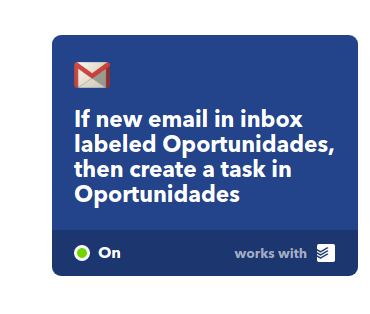 If new email in inbox
labeled Oportunidades,
then create a task in
Oportunidades
On
works with